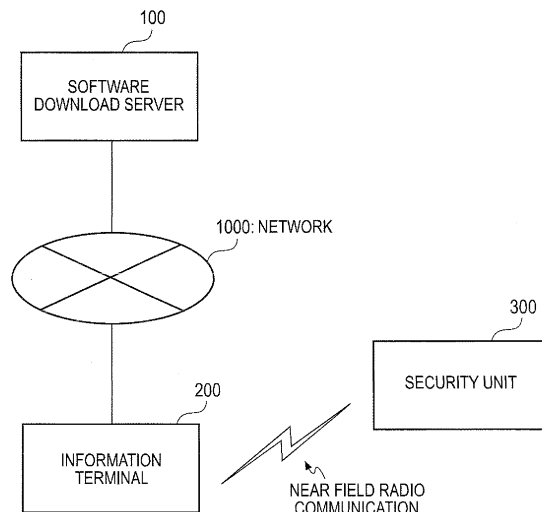 100
SOFTWARE
DOWNLOAD SERVER
1000: NETWORK
300
SECURITY UNIT
200
INFORMATION
TERMINAL
NEAR FIELD RADIO
COMMUNICATION